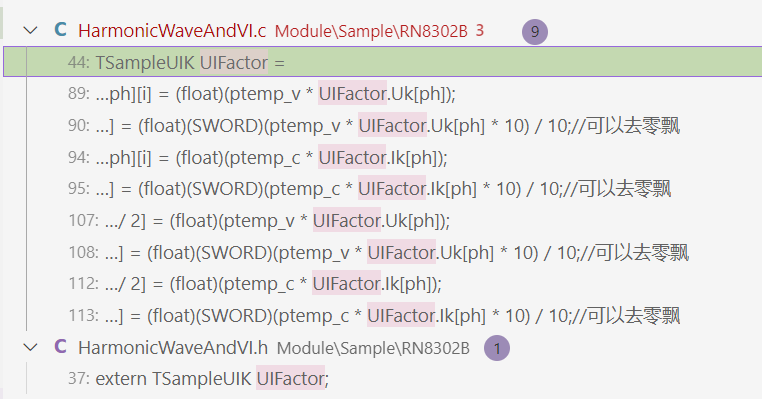 HarmonicWaveAndVI.c Module\Sample\RN8302B 3 9
44: TSampleUIK UIFactor =
89: ...ph][i] = (float)(ptemp_v * UIFactor.Uk[ph]);
90: ...] = (float)(SWORD)(ptemp_v * UIFactor.Uk[ph] * 10) / 10;//可以去零飘
94: ...ph][i] = (float)(ptemp_c * UIFactor.Ik[ph]);
95: ...] = (float)(SWORD)(ptemp_c * UIFactor.Ik[ph] * 10) / 10;//可以去零飘
107: .../ 2] = (float)(ptemp_v * UIFactor.Uk[ph]);
108: ...] = (float)(SWORD)(ptemp_v * UIFactor.Uk[ph] * 10) / 10;//可以去零飘
112: .../ 2] = (float)(ptemp_c * UIFactor.Ik[ph]);
113: ...] = (float)(SWORD)(ptemp_c * UIFactor.Ik[ph] * 10) / 10;//可以去零飘
HarmonicWaveAndVI.h Module\Sample\RN8302B 1
37: extern TSampleUIK UIFactor;